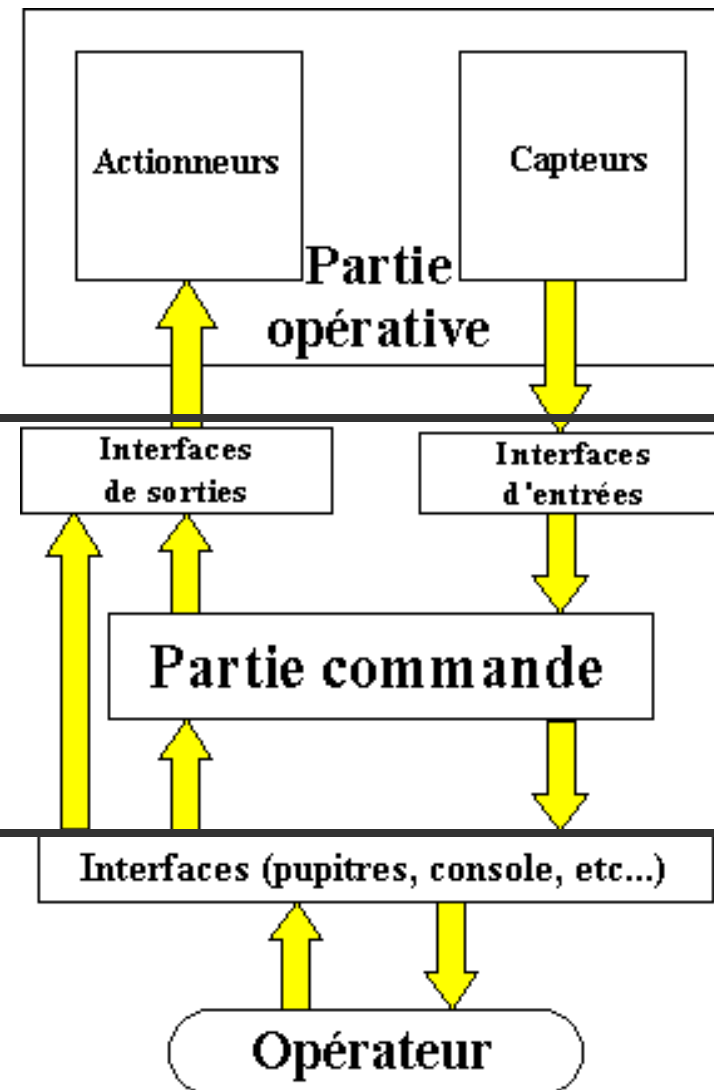 Actionneurs
Capteurs
Partie
opérative
Interfaces
de sorties
Interfaces
d'entrées
Partie commande
Interfaces (pupitres, console, etc...)
Opérateur